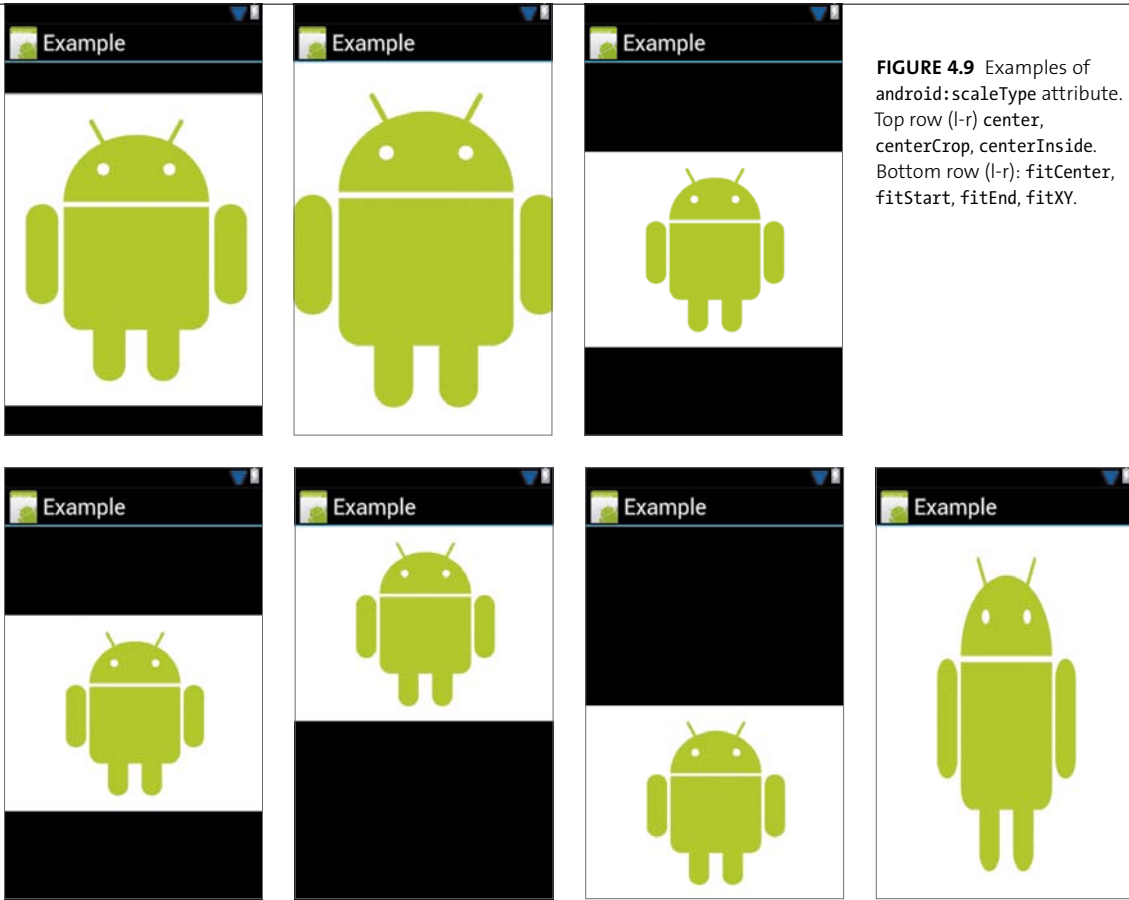 Example
Example
Example
FIGURE 4.9 Examples of
android:scaleType attribute.
Top row (l-r) center,
centerCrop, centerInside.
Bottom row (l-r): fitCenter,
fitStart, fitEnd, fitXY.
Example
Example
Example
Example